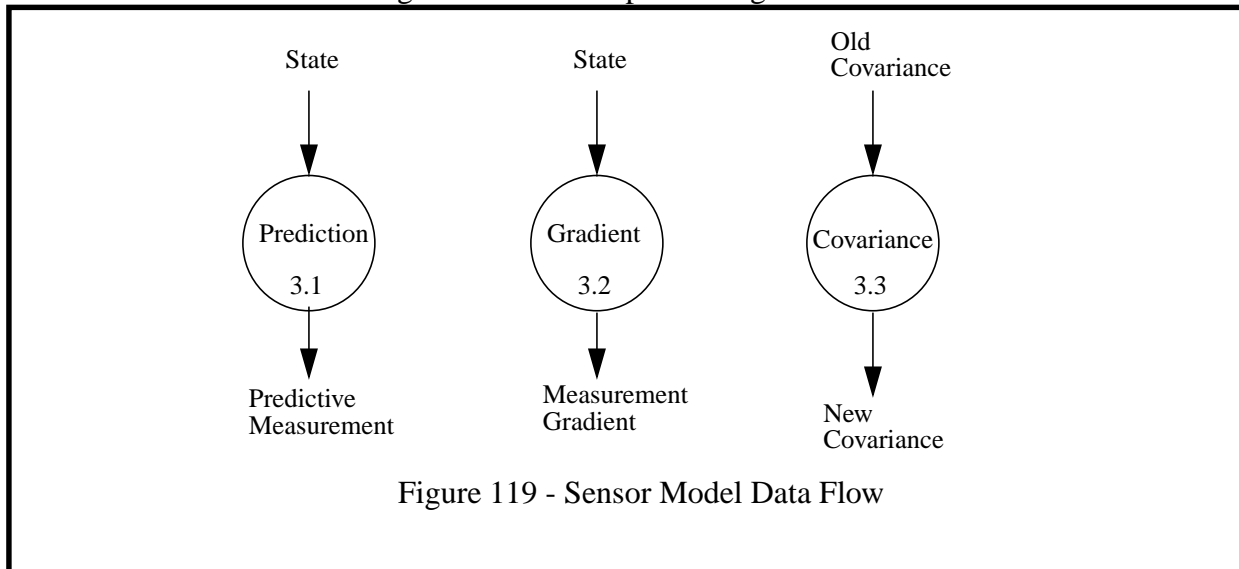 State
State
Old
Covariance
Prediction
3.1
Gradient
3.2
Covariance
3.3
Predictive
Measurement
Measurement
Gradient
New
Covariance
Figure 119 - Sensor Model Data Flow